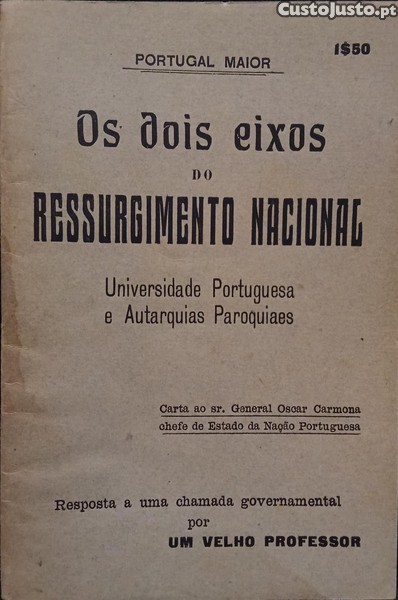 CustoJusto.pt
PORTUGAL MAIOR
1$50
Os dois eixos
DO
RESSURGIMENTO NACIONAL
Universidade Portuguesa
e Autarquias Paroquiaes
Carta ao sr. General Oscar Carmona
chefe de Estado da Nação Portuguesa
Resposta a uma chamada governamental
por
UM VELHO PROFESSOR